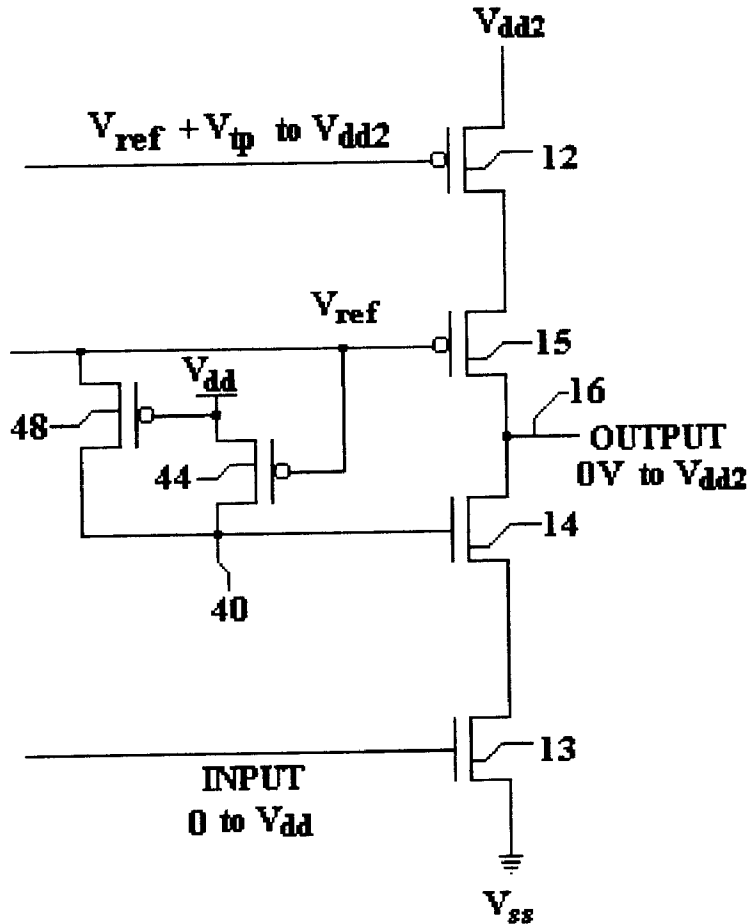 Vdd2
Vref + Vtp to Vdd2
12
Vref
15
Vdd
16
48
OUTPUT
0V to Vdd2
44
14
40
13
INPUT
0 to Vdd
Vss